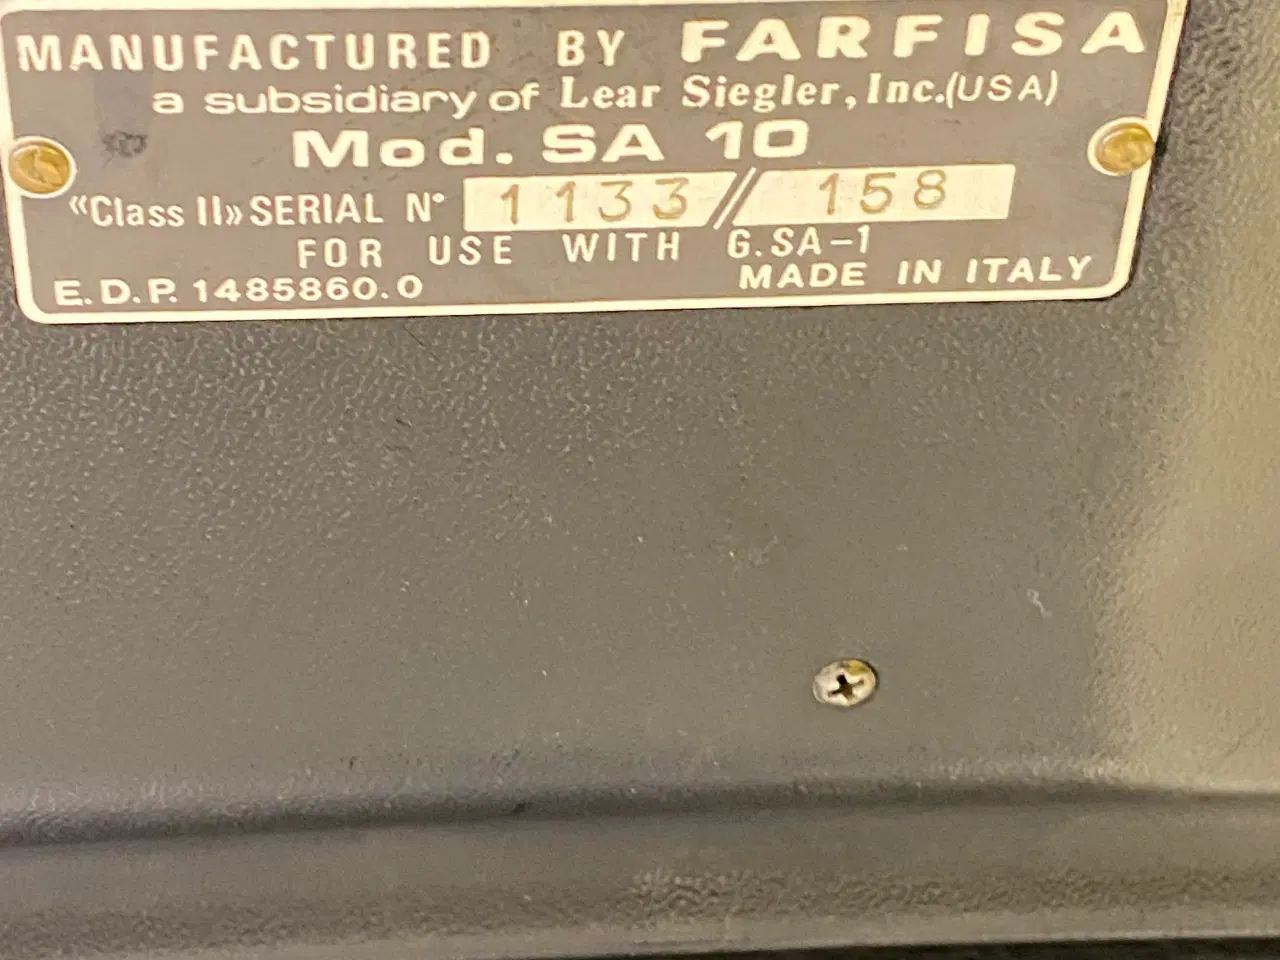 MANUFACTURED BY FARFISA
a subsidiary of Lear Siegler, Inc.(USA)
Mod. SA 10
«Class II» SERIAL N° 1133//158
FOR USE WITH G.SA-1
E.D.P. 1485860.0 MADE IN ITALY